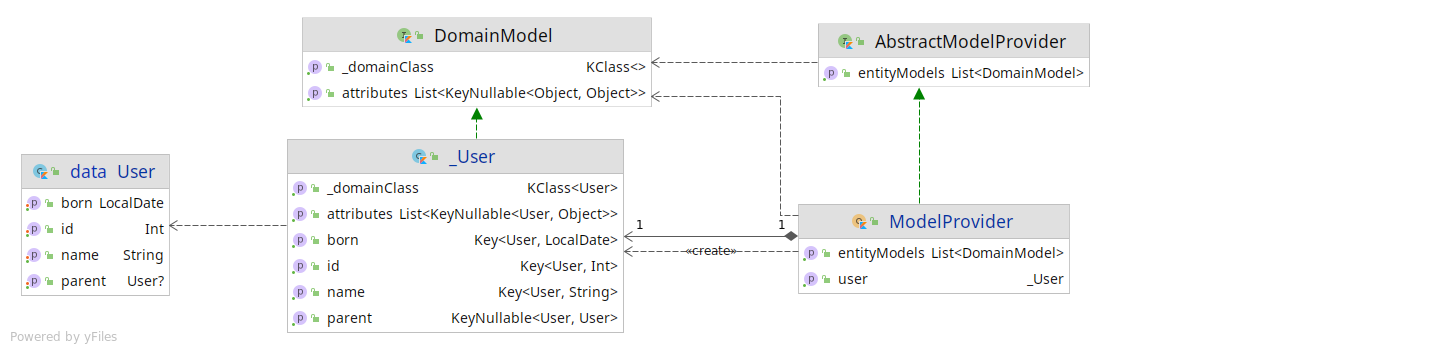 DomainModel
_domainClass KClass<>
attributes List<KeyNullable<Object, Object>>
AbstractModelProvider
entityModels List<DomainModel>
data User
born LocalDate
id Int
name String
parent User?
_User
_domainClass KClass<User>
attributes List<KeyNullable<User, Object>>
born Key<User, LocalDate>
id Key<User, Int>
name Key<User, String>
parent KeyNullable<User, User>
1 1
«create»
ModelProvider
entityModels List<DomainModel>
user _User
Powered by yFiles